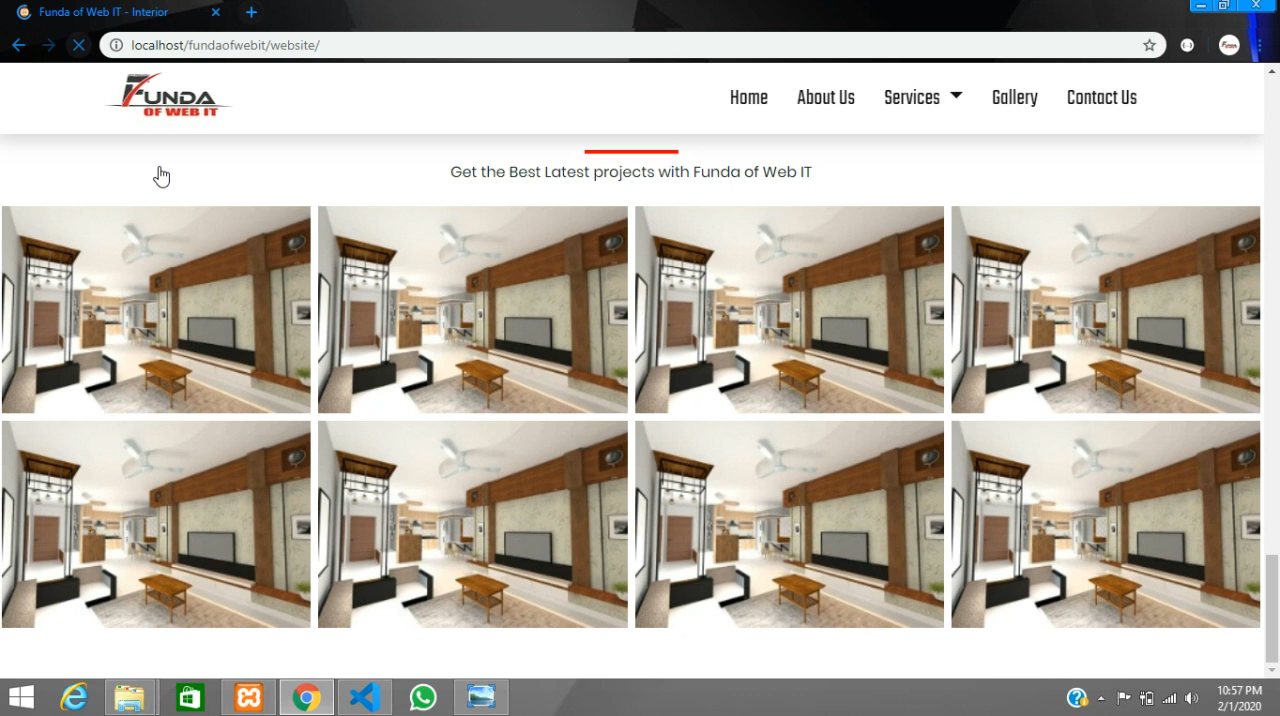 Funda of Web IT - Interior
localhost/fundaofwebit/website/
FUNDA
OF WEB IT
Home
About Us
Services
Gallery
Contact Us
Get the Best Latest projects with Funda of Web IT
10:57 PM
2/1/2020